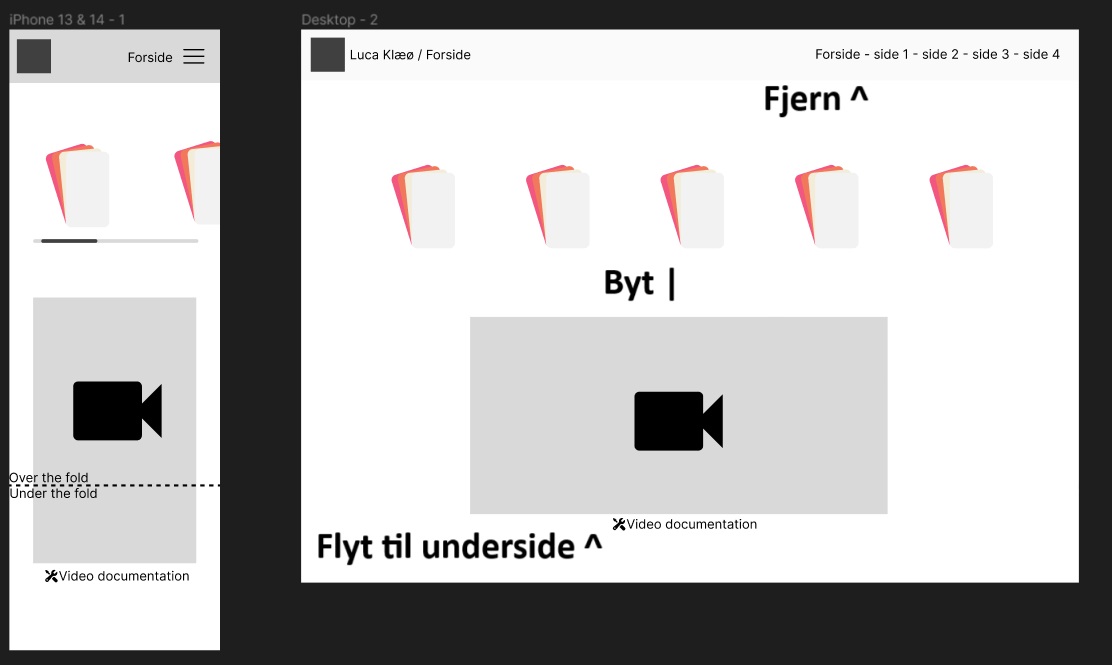 iPhone 13 & 14 - 1
Forside
Over the fold
Under the fold
Video documentation
Desktop - 2
Luca Klæø / Forside
Forside - side 1 - side 2 - side 3 - side 4
Fjern ^
Byt |
Video documentation
Flyt til underside ^